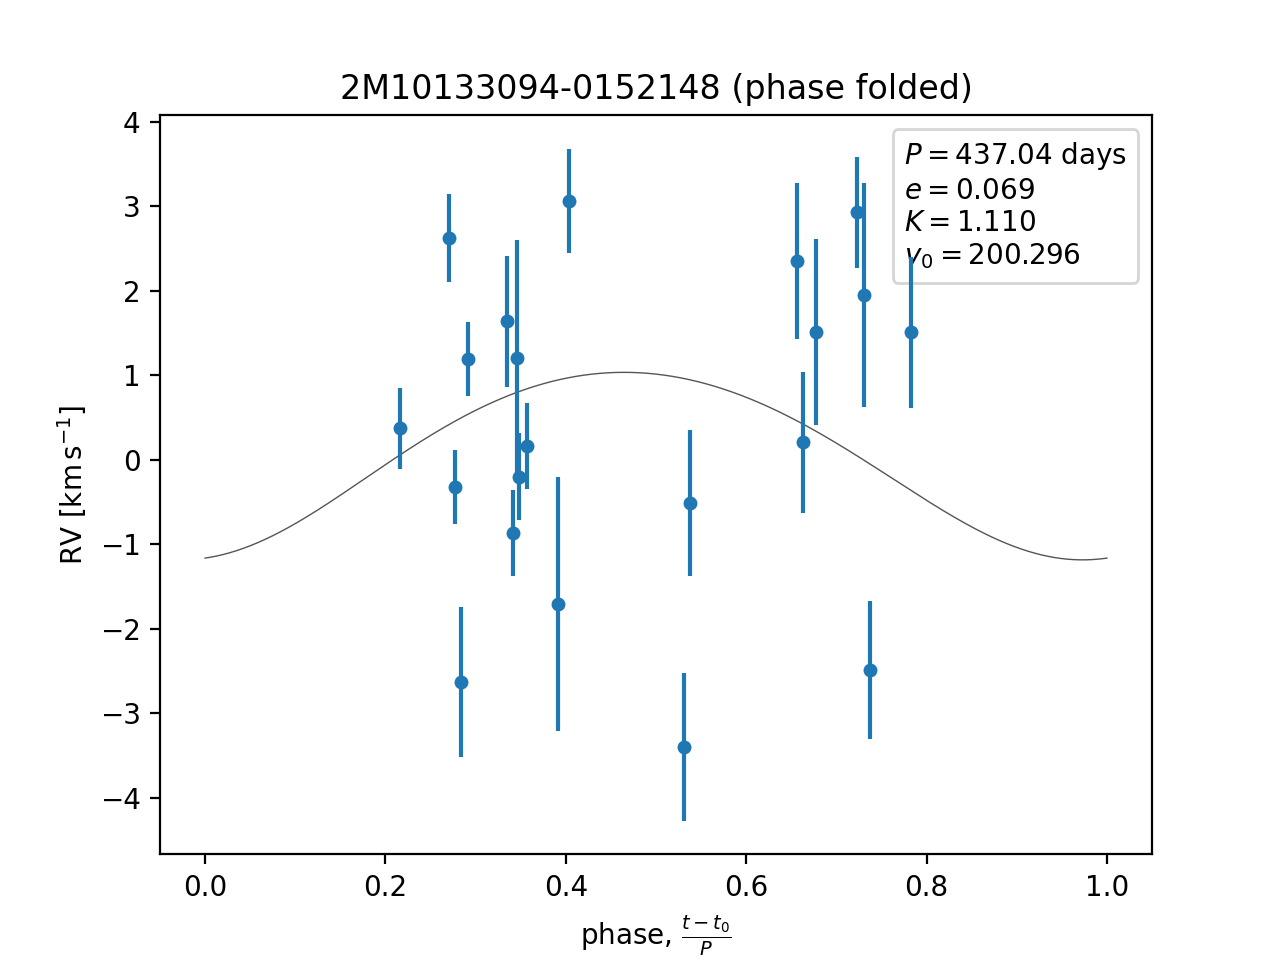 2M10133094-0152148 (phase folded)
P = 437.04 days
e = 0.069
K = 1.110
v₀ = 200.296
RV [km s⁻¹]
4
3
2
1
0
−1
−2
−3
−4
0.0 0.2 0.4 0.6 0.8 1.0
phase, (t − t₀)/P